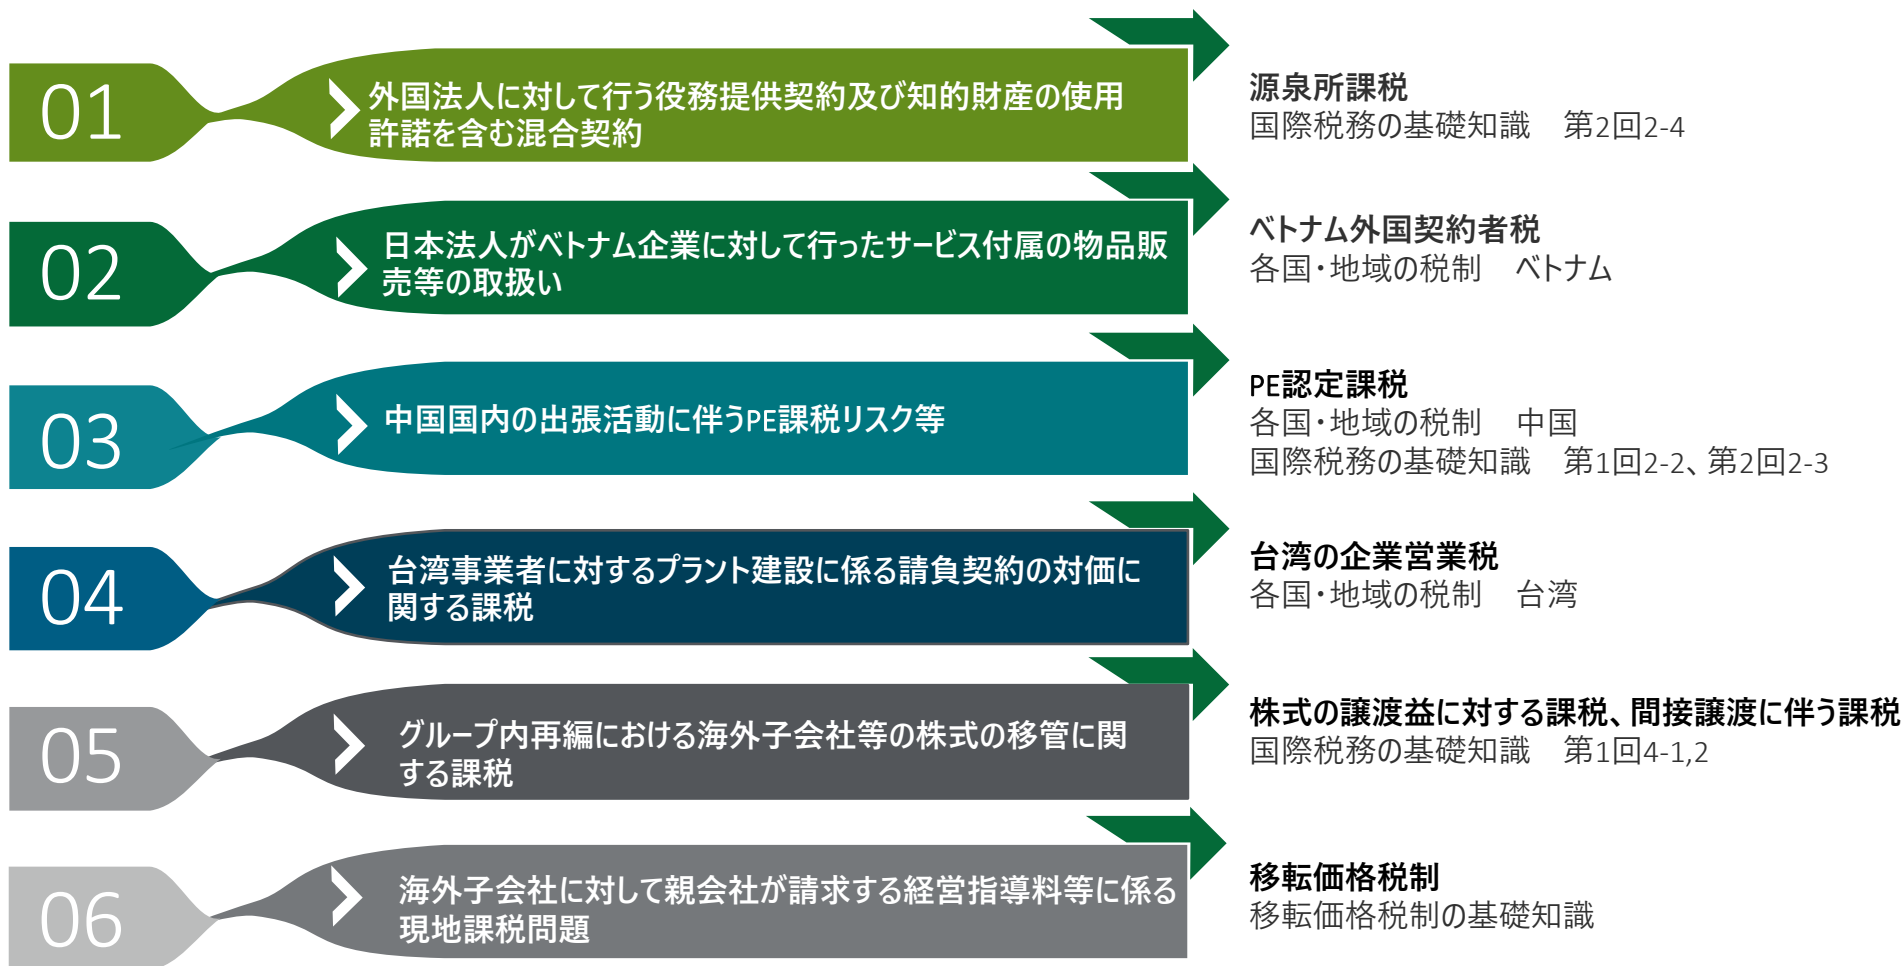 01
外国法人に対して行う役務提供契約及び知的財産の使用
許諾を含む混合契約
源泉所課税
国際税務の基礎知識　第2回2-4
02
日本法人がベトナム企業に対して行ったサービス付属の物品販
売等の取扱い
ベトナム外国契約者税
各国・地域の税制　ベトナム
03
中国国内の出張活動に伴うPE課税リスク等
PE認定課税
各国・地域の税制　中国
国際税務の基礎知識　第1回2-2、第2回2-3
04
台湾事業者に対するプラント建設に係る請負契約の対価に
関する課税
台湾の企業営業税
各国・地域の税制　台湾
05
グループ内再編における海外子会社等の株式の移管に関
する課税
株式の譲渡益に対する課税、間接譲渡に伴う課税
国際税務の基礎知識　第1回4-1,2
06
海外子会社に対して親会社が請求する経営指導料等に係る
現地課税問題
移転価格税制
移転価格税制の基礎知識